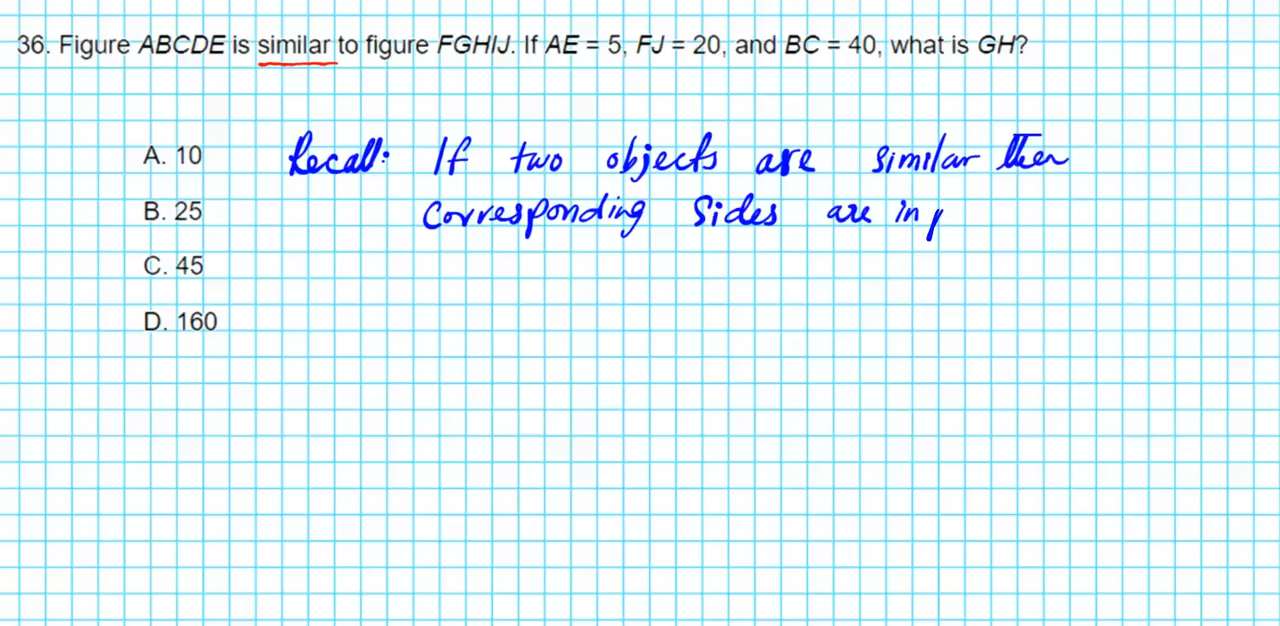 36. Figure ABCDE is similar to figure FGHIJ. If AE = 5, FJ = 20, and BC = 40, what is GH?
A. 10
Recall: If two objects are similar then
B. 25
corresponding sides are in p
C. 45
D. 160